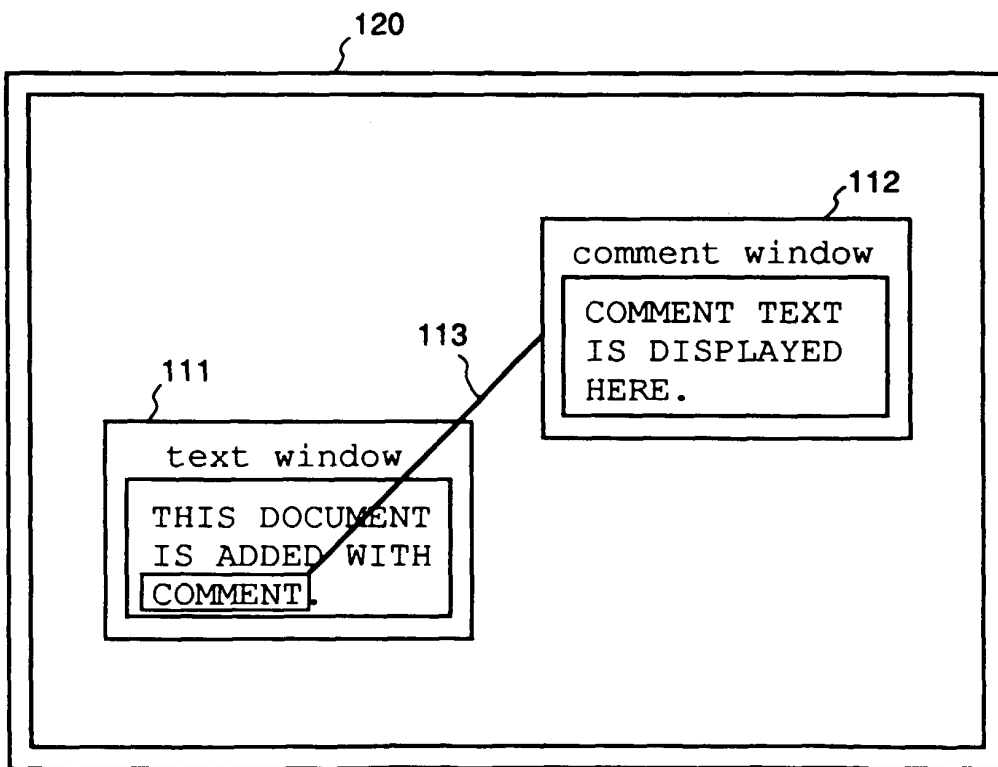 120
112
comment window
COMMENT TEXT
IS DISPLAYED
HERE.
113
111
text window
THIS DOCUMENT
IS ADDED WITH
COMMENT.